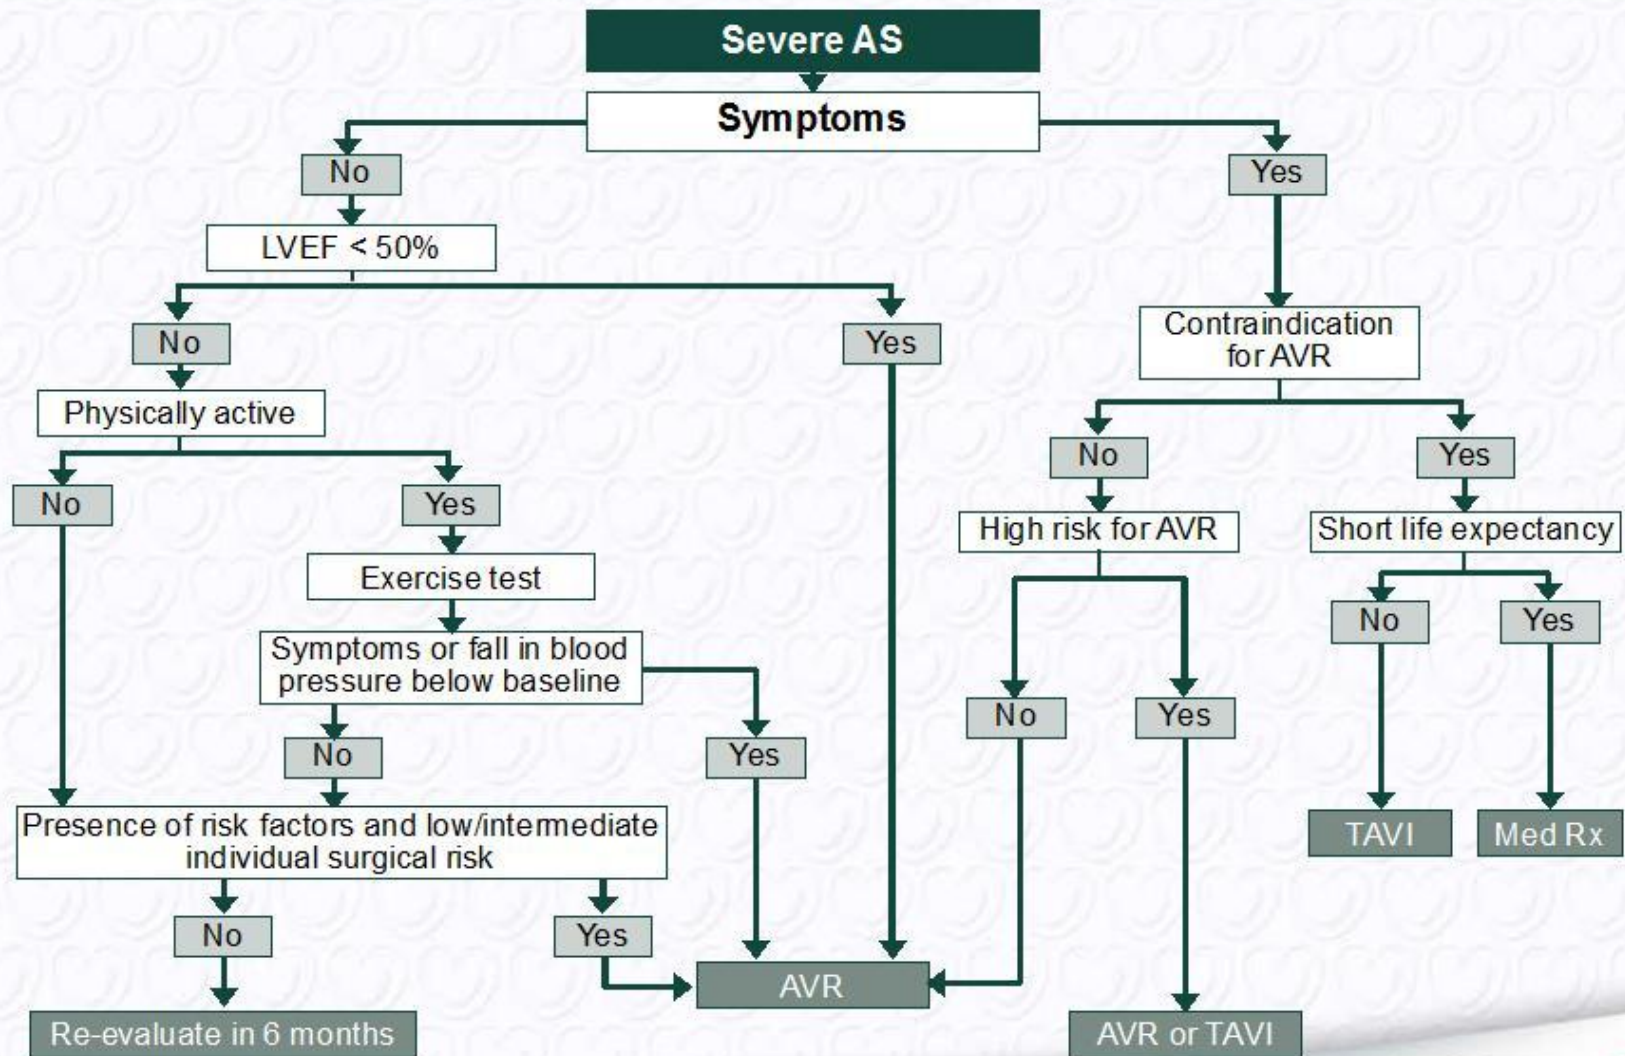 Severe AS
Symptoms
No
Yes
LVEF < 50%
No
Yes
Contraindication
for AVR
Physically active
No
Yes
No
Yes
High risk for AVR
Short life expectancy
Exercise test
No
Yes
Symptoms or fall in blood
pressure below baseline
No
Yes
No
Yes
Presence of risk factors and low/intermediate
individual surgical risk
TAVI
Med Rx
No
Yes
AVR
Re-evaluate in 6 months
AVR or TAVI